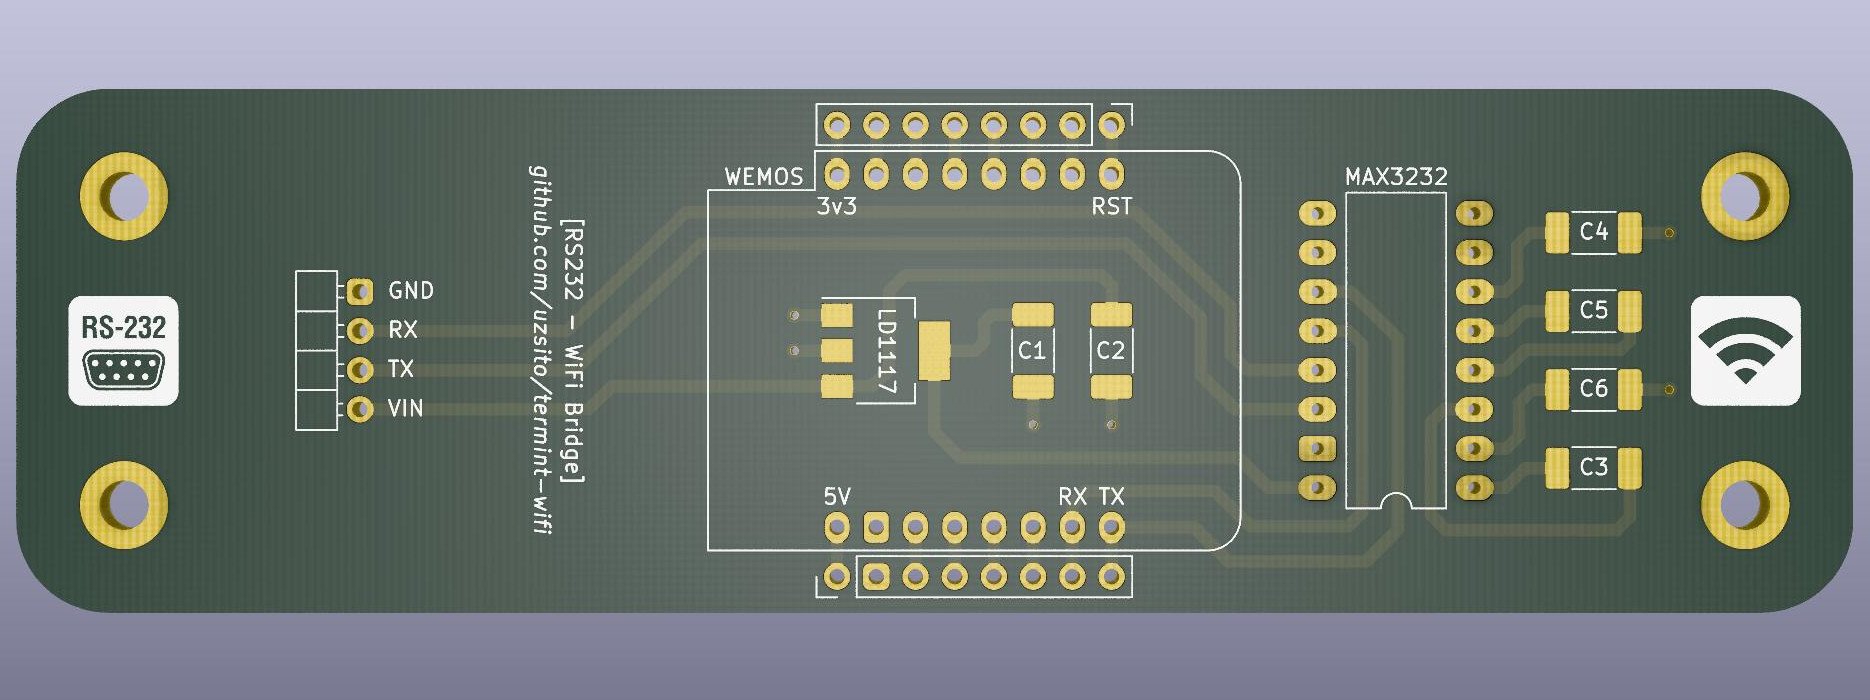 RS-232
GND
RX
TX
VIN
[RS232 - WiFi Bridge]
github.com/uzsito/termint-wifi
WEMOS
3v3
RST
LD1117
C1
C2
5V
RX TX
MAX3232
C4
C5
C6
C3